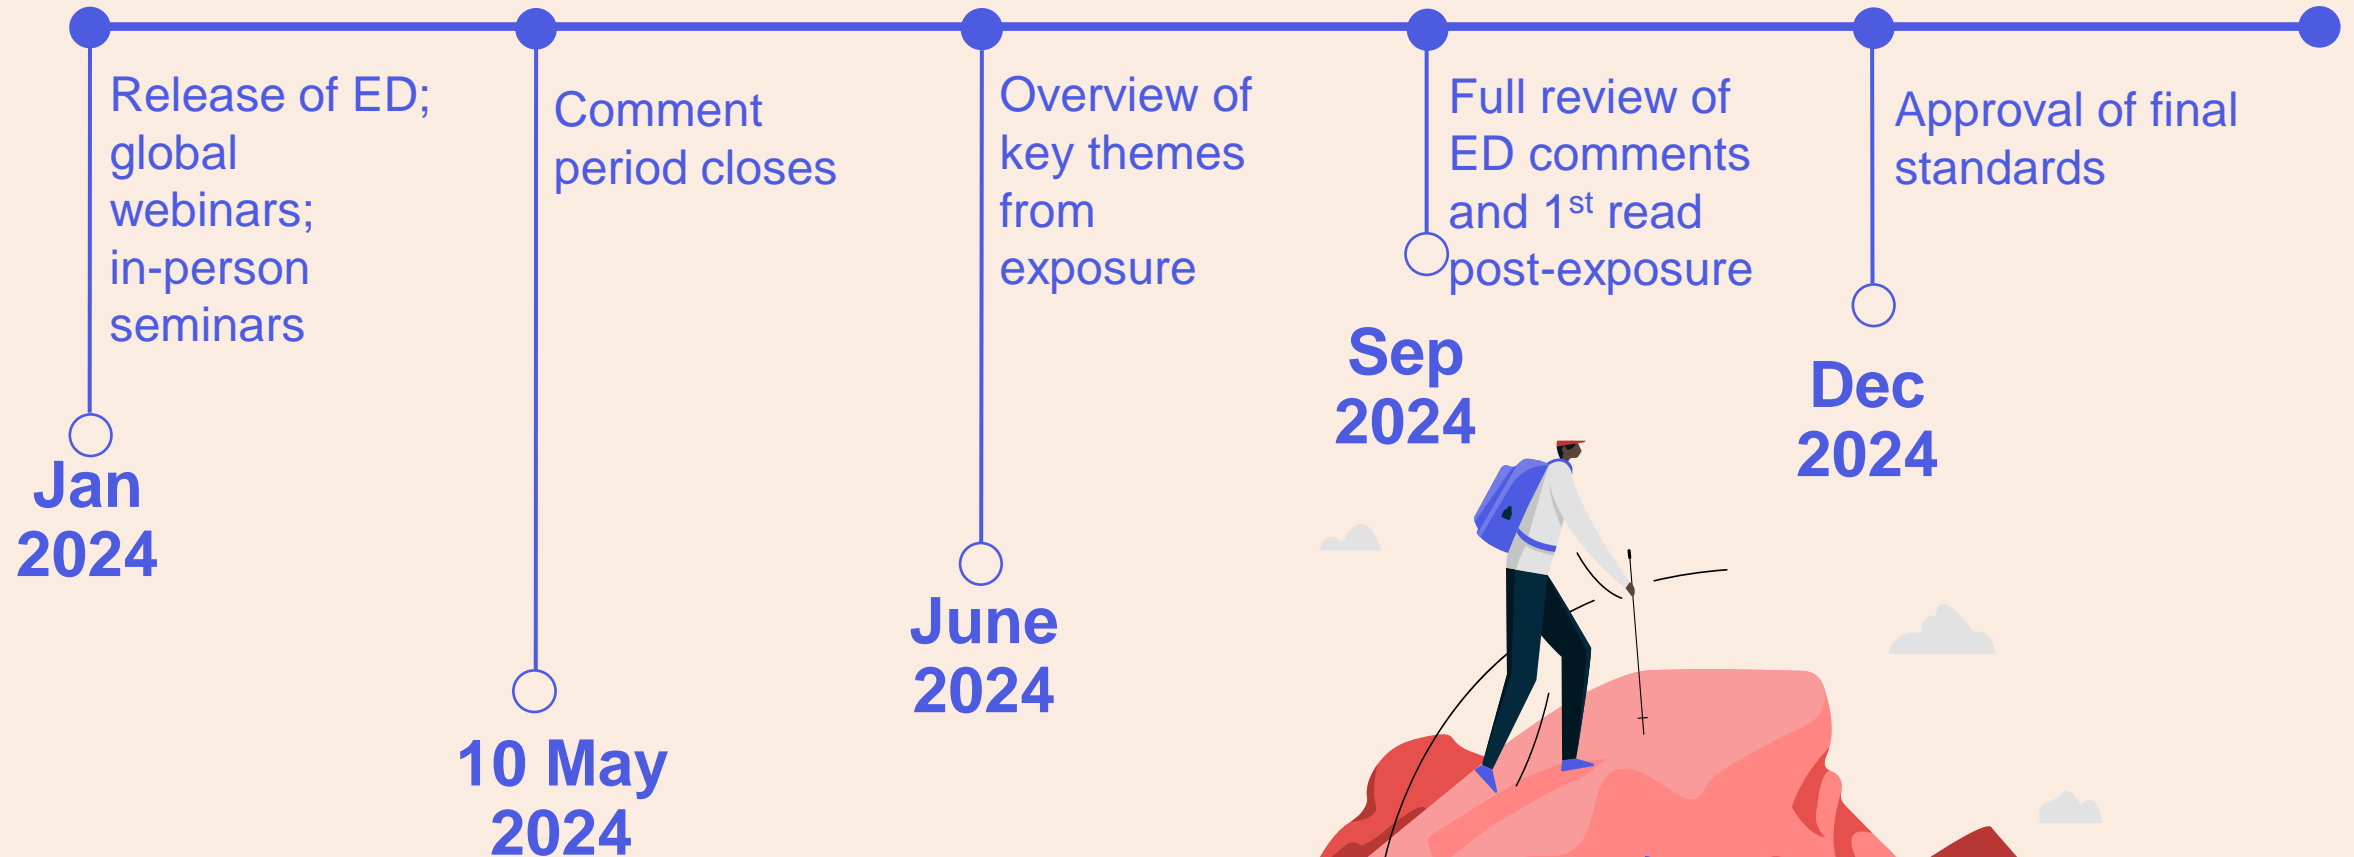 Release of ED;
global
webinars;
in-person
seminars
Jan
2024
Comment
period closes
10 May
2024
Overview of
key themes
from
exposure
June
2024
Full review of
ED comments
and 1st read
post-exposure
Sep
2024
Approval of final
standards
Dec
2024